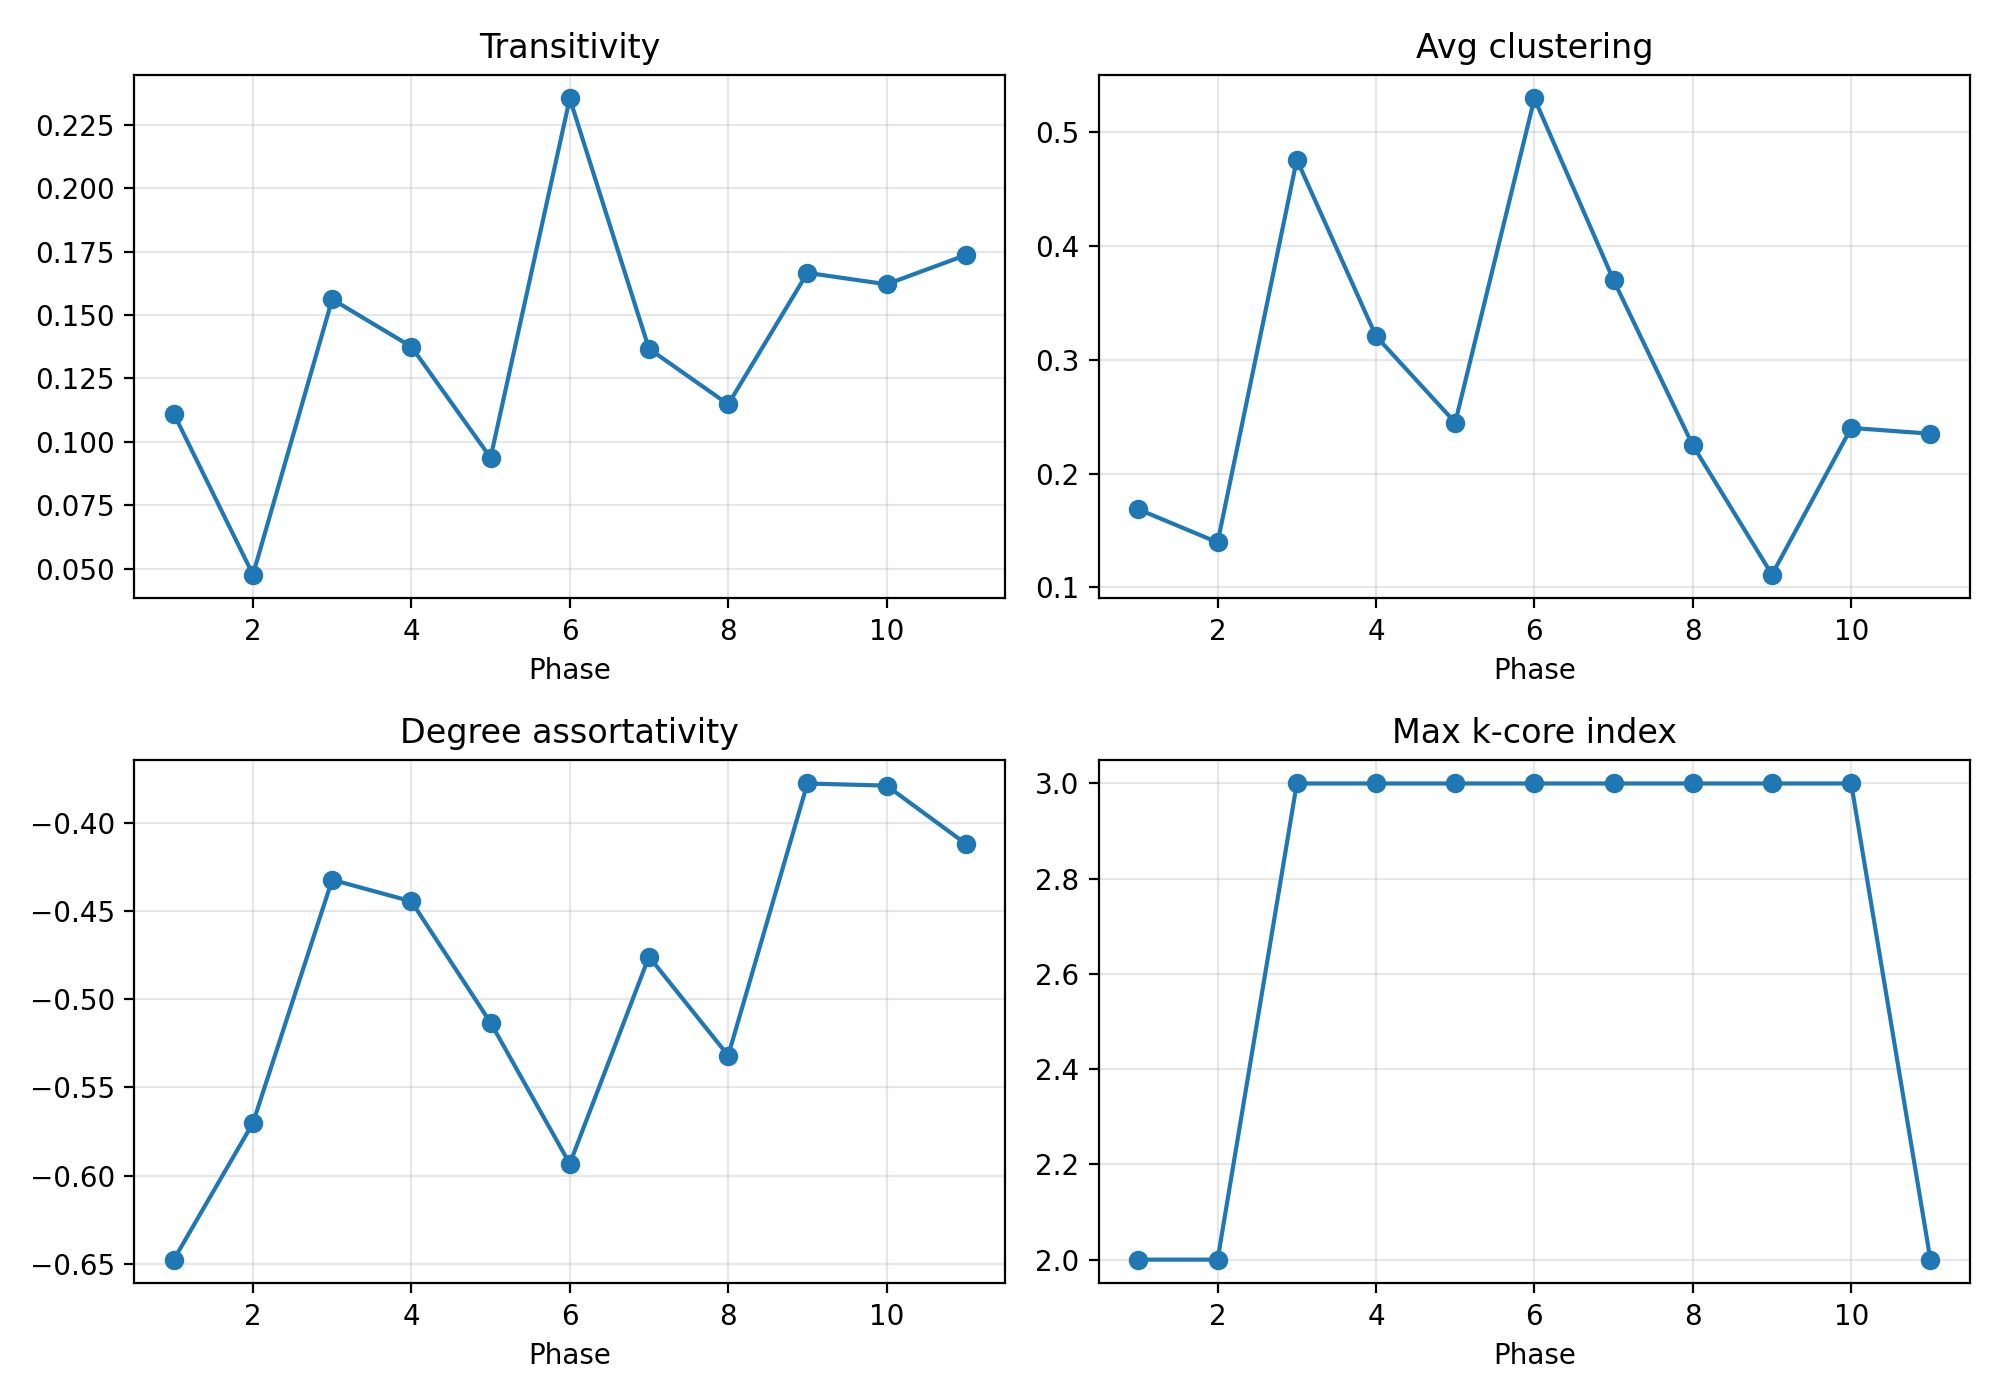 Transitivity
0.225
0.200
0.175
0.150
0.125
0.100
0.075
0.050
2 4 6 8 10
Phase
Avg clustering
0.5
0.4
0.3
0.2
0.1
2 4 6 8 10
Phase
Degree assortativity
−0.40
−0.45
−0.50
−0.55
−0.60
−0.65
2 4 6 8 10
Phase
Max k-core index
3.0
2.8
2.6
2.4
2.2
2.0
2 4 6 8 10
Phase